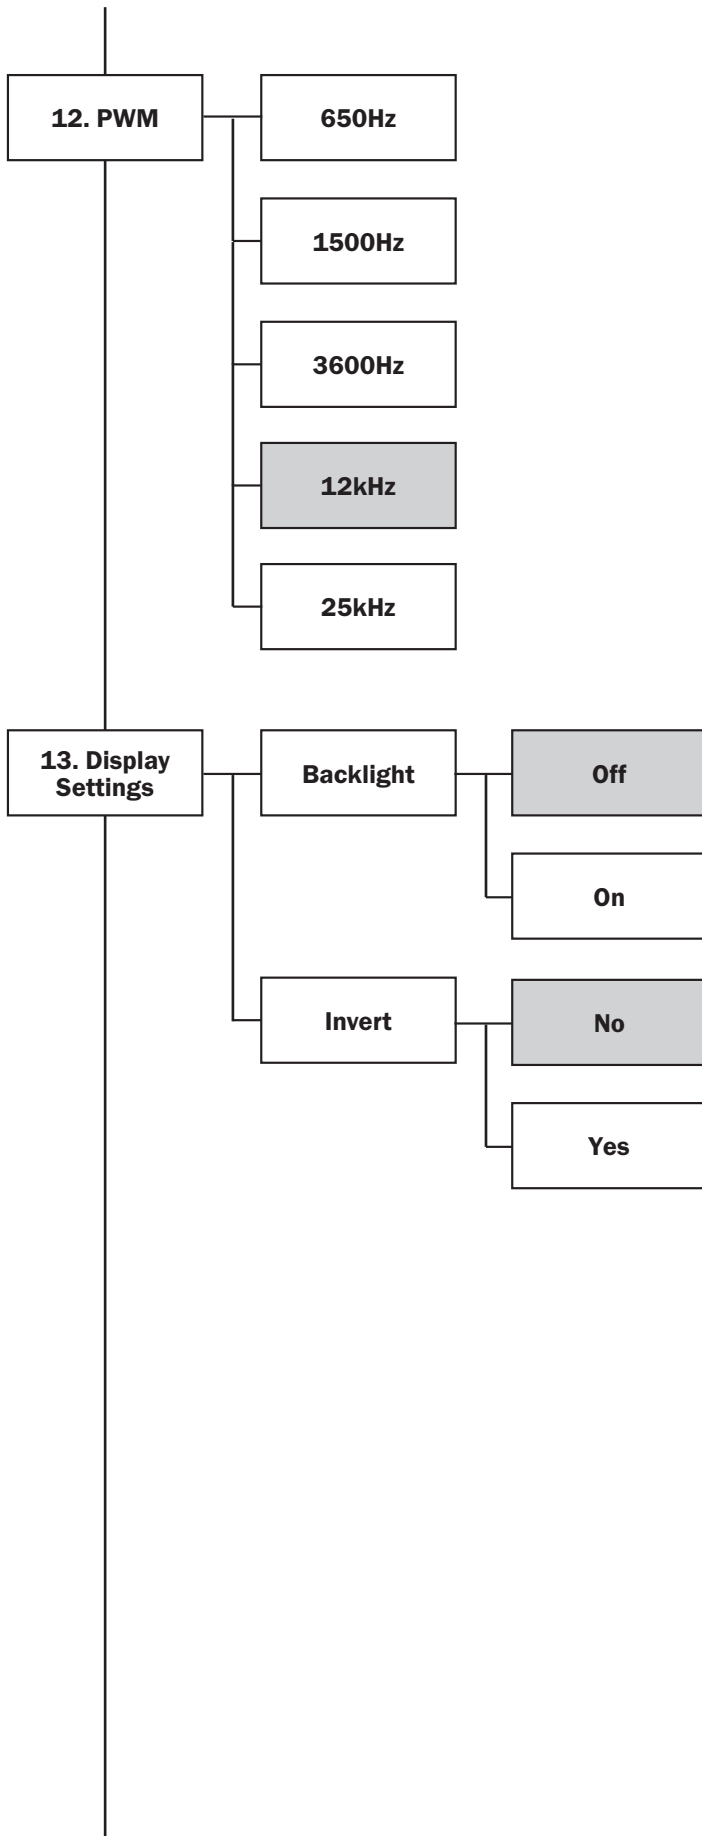 12. PWM
650Hz
1500Hz
3600Hz
12kHz
25kHz
13. Display
Settings
Backlight
Off
On
Invert
No
Yes